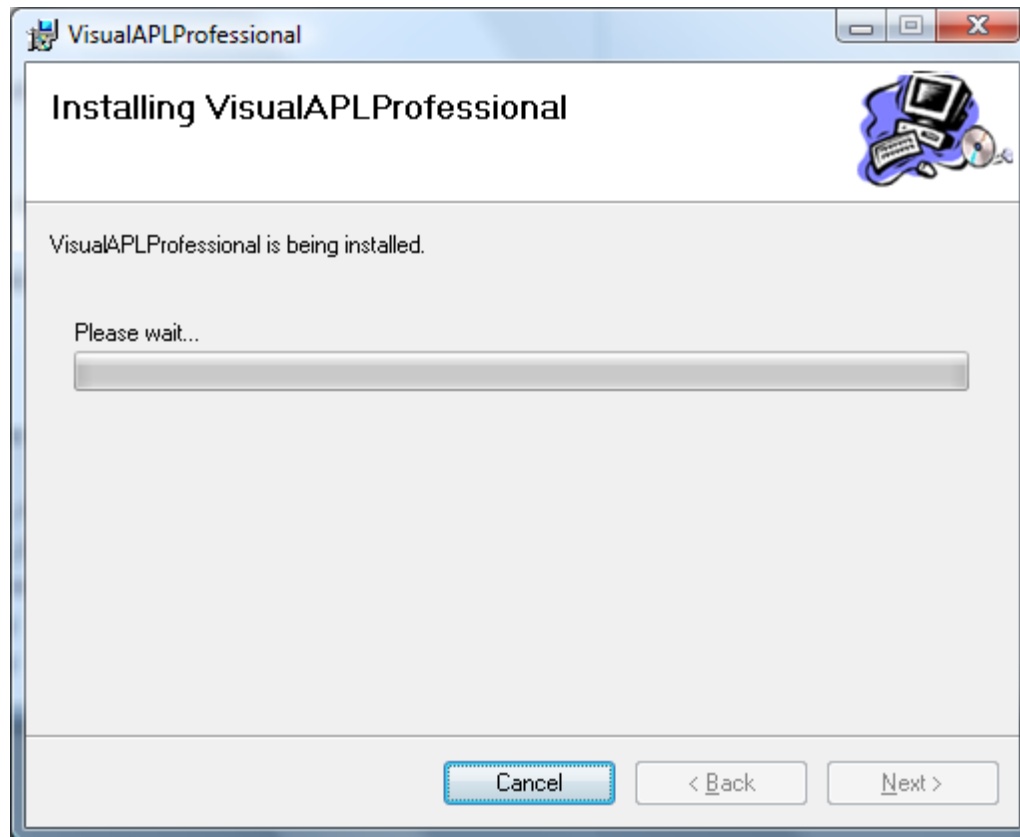 VisualAPLProfessional
Installing VisualAPLProfessional
VisualAPLProfessional is being installed.
Please wait...
Cancel
< Back
Next >